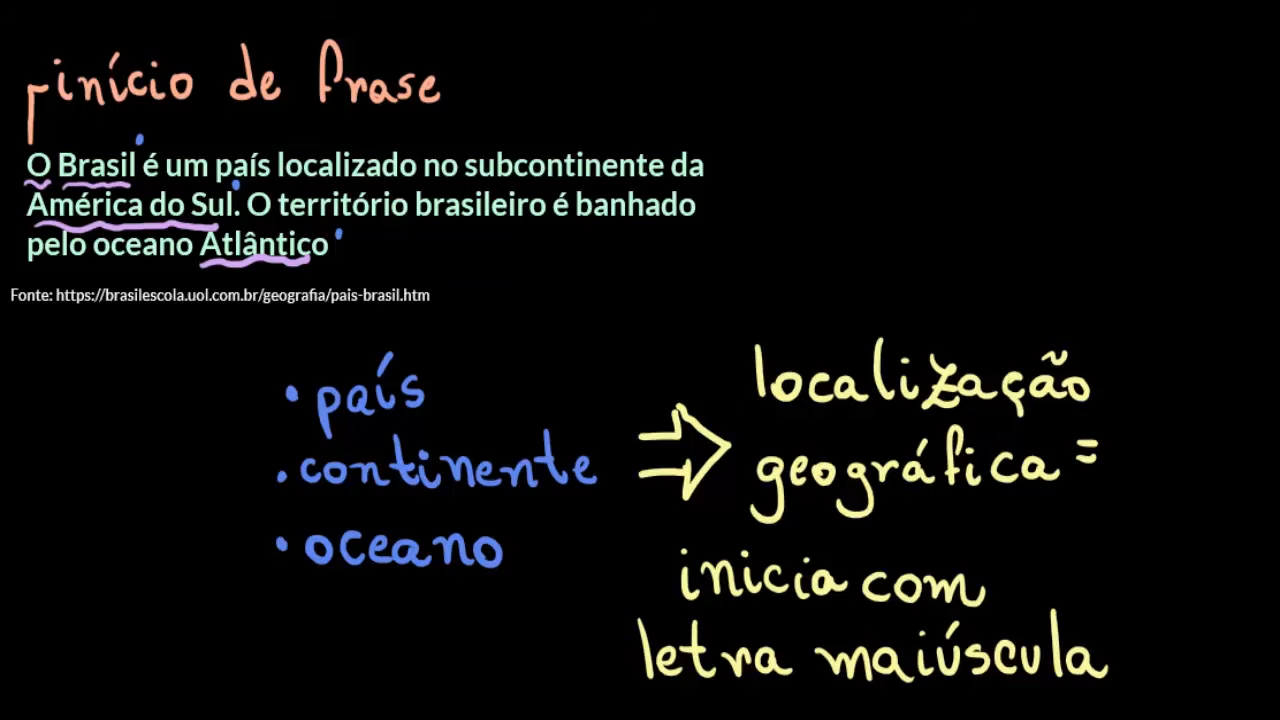 início de frase
O Brasil é um país localizado no subcontinente da
América do Sul. O território brasileiro é banhado
pelo oceano Atlântico
Fonte: https://brasilescola.uol.com.br/geografia/pais-brasil.htm
• país
• continente
• oceano
⇒
localização
geográfica =
inicia com
letra maiúscula